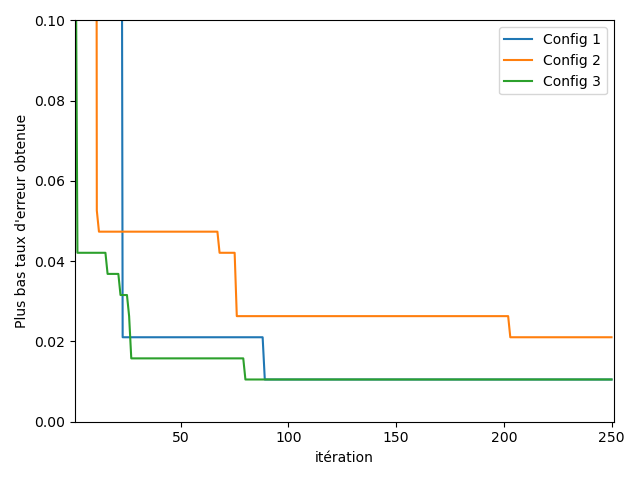 0.10
0.08
0.06
0.04
0.02
0.00
Plus bas taux d'erreur obtenue
50
100
150
200
250
itération
Config 1
Config 2
Config 3